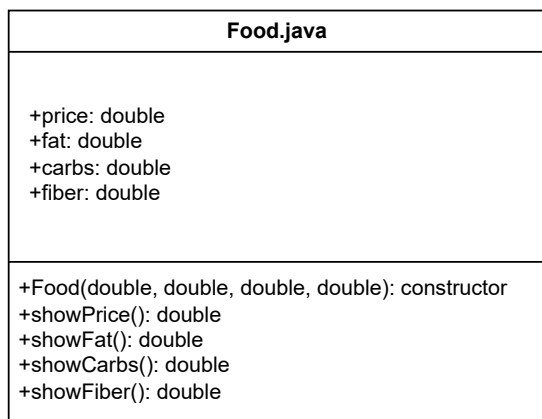 Food.java
+price: double
+fat: double
+carbs: double
+fiber: double
+Food(double, double, double, double): constructor
+showPrice(): double
+showFat(): double
+showCarbs(): double
+showFiber(): double